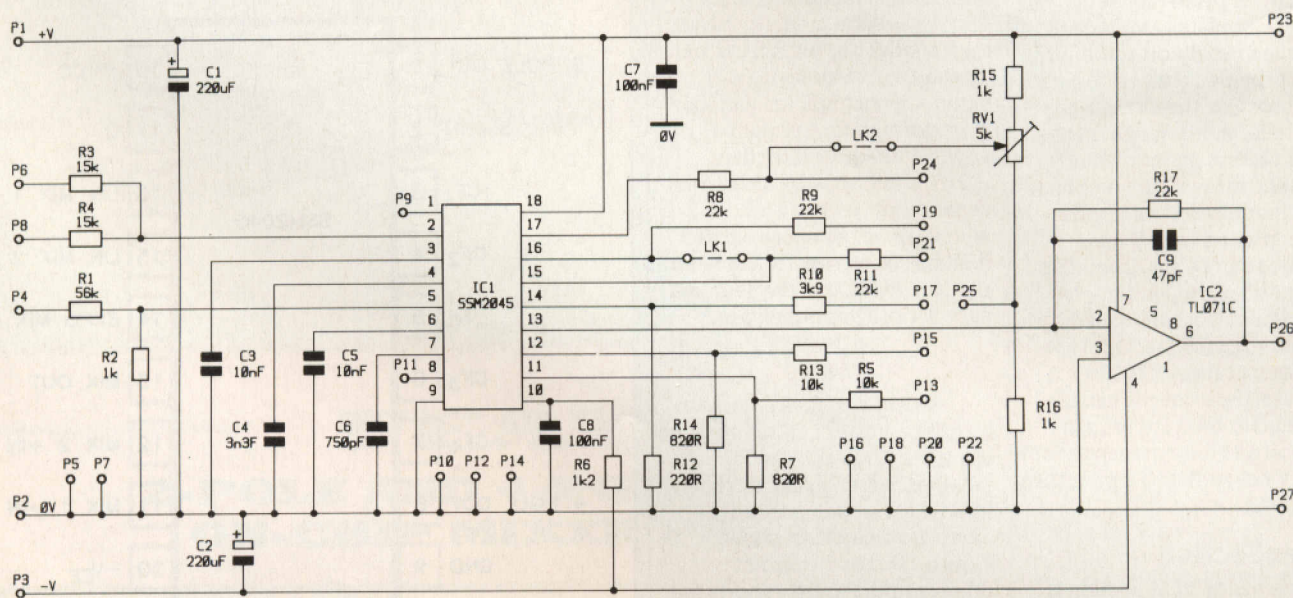 P1 +V P23
C1
220uF
C7
100nF
0V
R15
1k
RV1
5k
LK2
P24
R8
22k
R9
22k
P19
LK1
P21
R10
3k9
R11
22k
P17
P25
R17
22k
C9
47pF
IC2
TL071C
P6
R3
15k
P8
R4
15k
P4
R1
56k
R2
1k
P9
IC1
SSM2045
1 18
2 17
3 16
4 15
5 14
6 13
7 12
8 11
9 10
P11
C3
10nF
C5
10nF
C4
3n3F
C6
750pF
C8
100nF
R6
1k2
R14
820R
R12
220R
R7
820R
R13
10k
P15
R5
10k
P13
R16
1k
2
3
7
5
8
6
1
4
P26
P16 P18 P20 P22
P5 P7
P10 P12 P14
P2 0V P27
C2
220uF
P3 -V